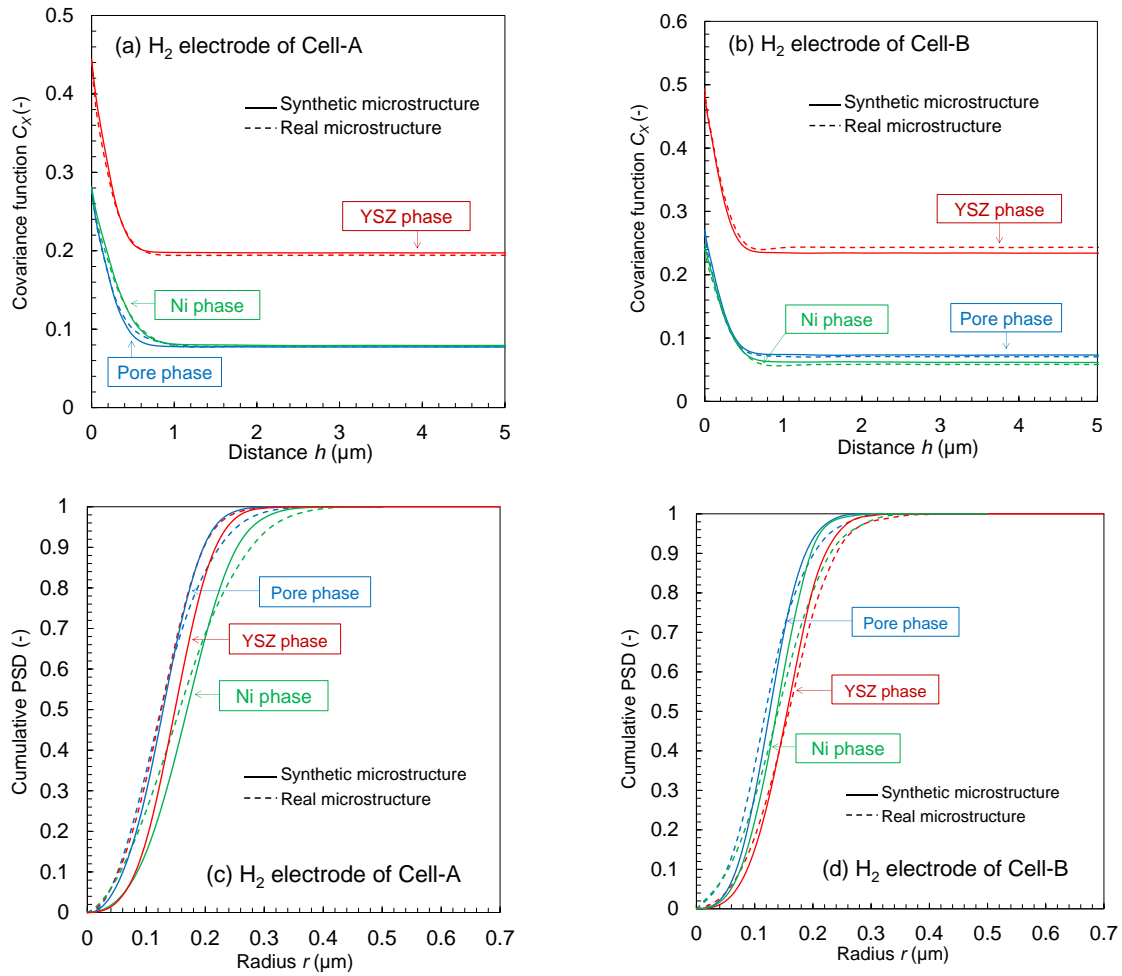 (a) H2 electrode of Cell-A
Covariance function CX (-)
0.5
0.4
0.3
0.2
0.1
0
Synthetic microstructure
Real microstructure
YSZ phase
Ni phase
Pore phase
0 1 2 3 4 5
Distance h (µm)
(b) H2 electrode of Cell-B
Covariance function CX (-)
0.6
0.5
0.4
0.3
0.2
0.1
0
Synthetic microstructure
Real microstructure
YSZ phase
Ni phase
Pore phase
0 1 2 3 4 5
Distance h (µm)
Cumulative PSD (-)
1
0.9
0.8
0.7
0.6
0.5
0.4
0.3
0.2
0.1
0
Pore phase
YSZ phase
Ni phase
Synthetic microstructure
Real microstructure
(c) H2 electrode of Cell-A
0 0.1 0.2 0.3 0.4 0.5 0.6 0.7
Radius r (µm)
Cumulative PSD (-)
1
0.9
0.8
0.7
0.6
0.5
0.4
0.3
0.2
0.1
0
Pore phase
YSZ phase
Ni phase
Synthetic microstructure
Real microstructure
(d) H2 electrode of Cell-B
0 0.1 0.2 0.3 0.4 0.5 0.6 0.7
Radius r (µm)